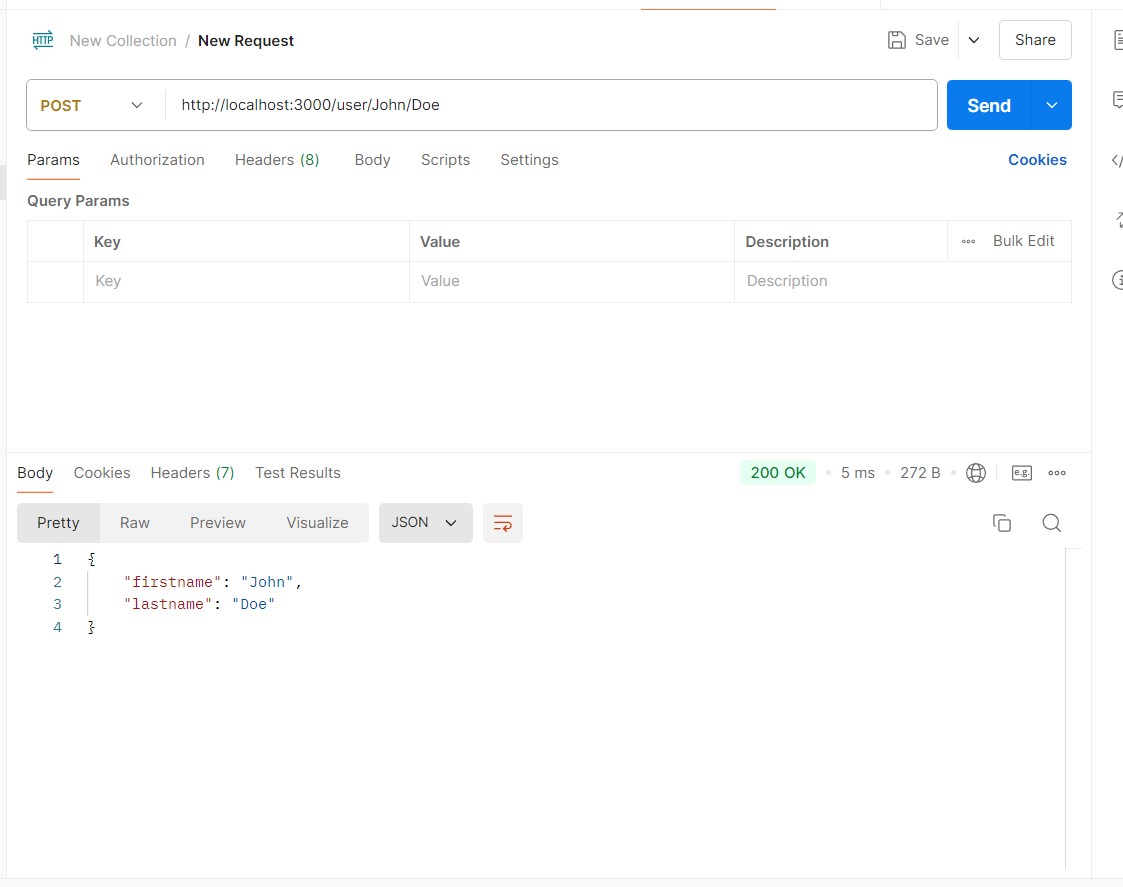 HTTP New Collection / New Request Save Share
POST http://localhost:3000/user/John/Doe Send
Params Authorization Headers (8) Body Scripts Settings Cookies
Query Params
Key Value Description Bulk Edit
Key Value Description
Body Cookies Headers (7) Test Results 200 OK • 5 ms • 272 B • e.g.
Pretty Raw Preview Visualize JSON
1 {
2 "firstname": "John",
3 "lastname": "Doe"
4 }